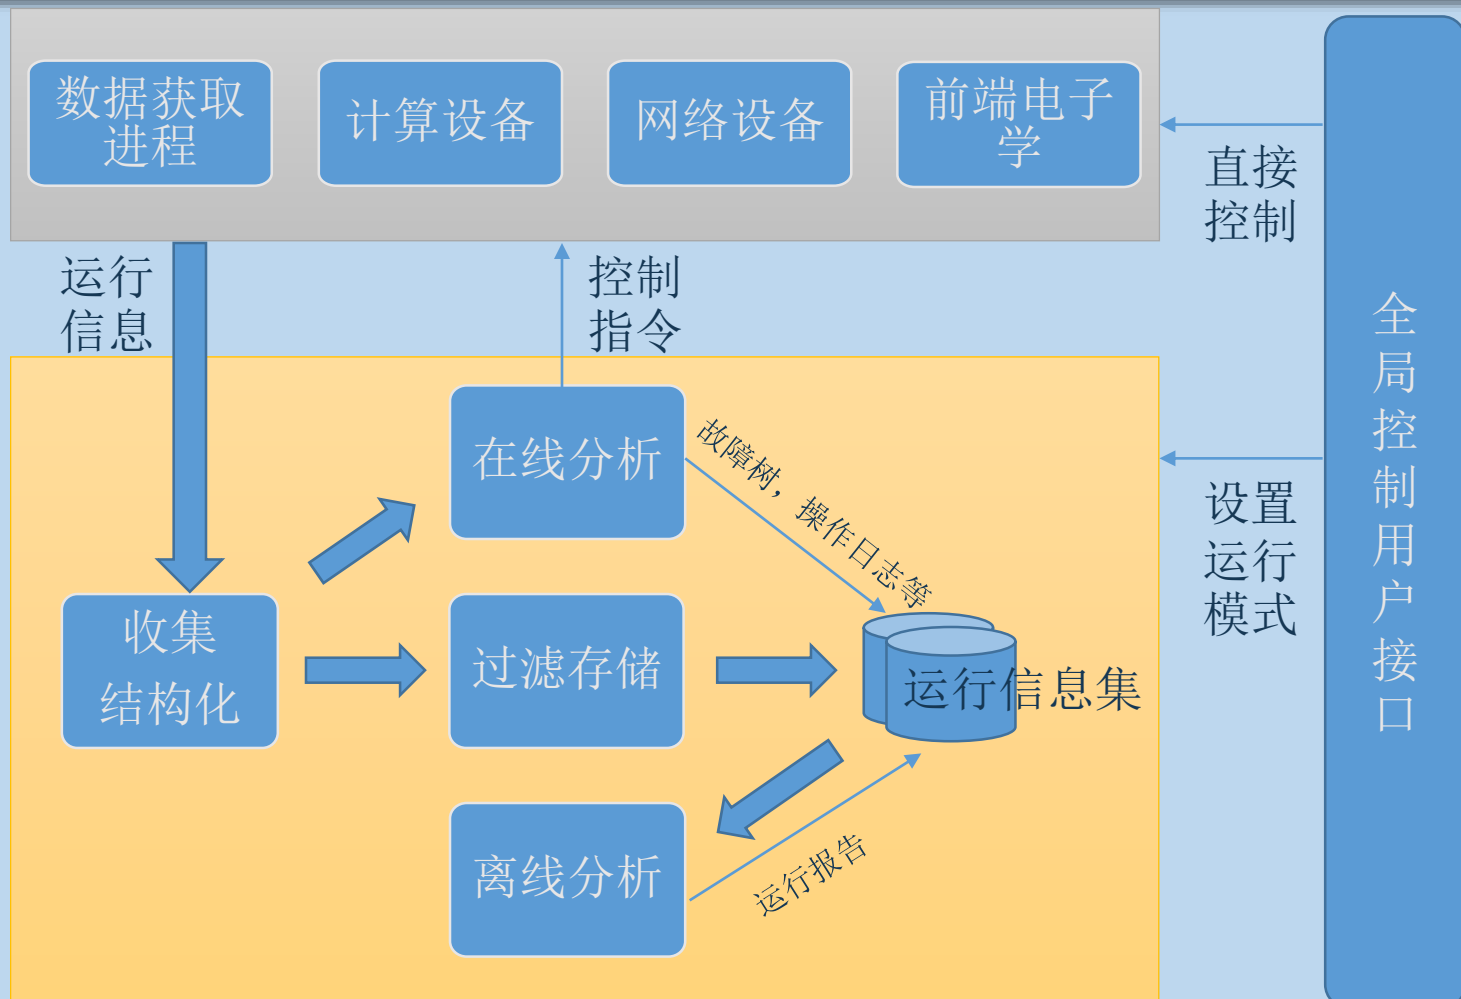 数据获取
进程
计算设备
网络设备
前端电子
学
直接
控制
运行
信息
控制
指令
全
局
控
制
用
户
接
口
在线分析
故障树，操作日志等
设置
运行
模式
收集
结构化
过滤存储
运行信息集
离线分析
运行报告